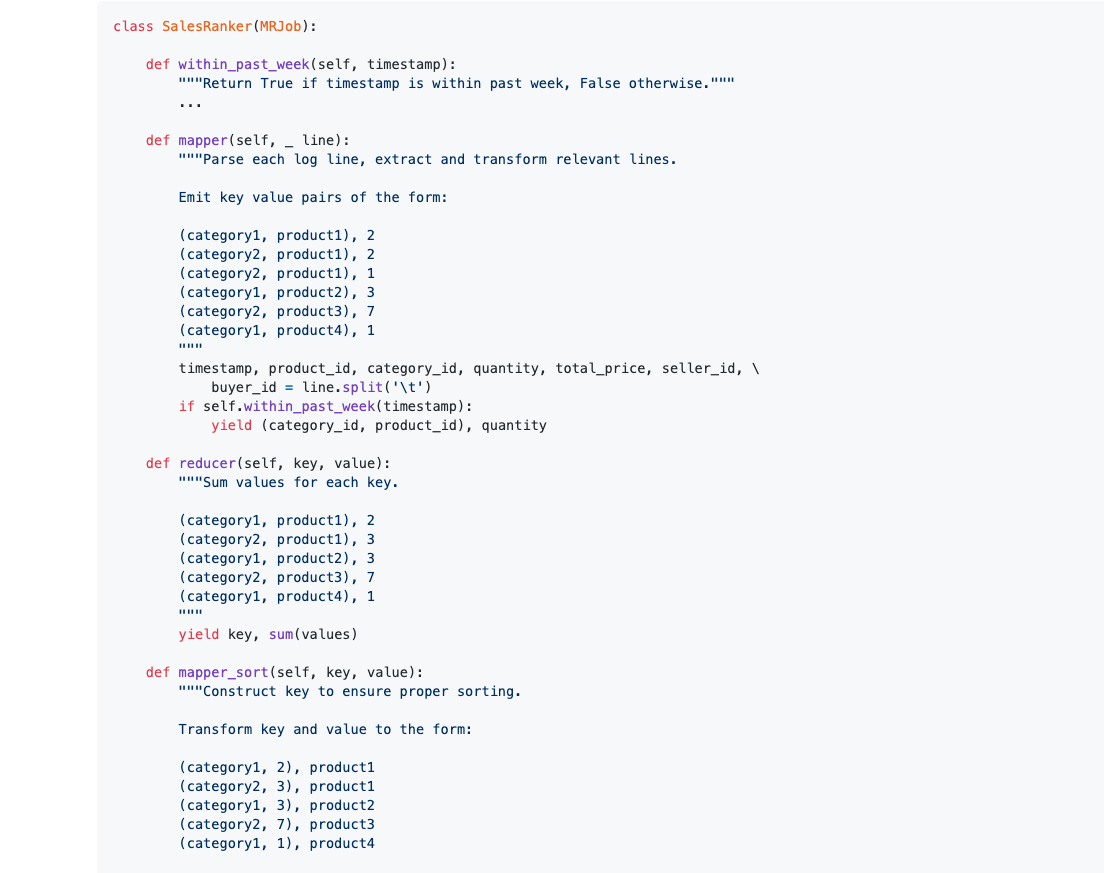 class SalesRanker(MRJob):
def within_past_week(self, timestamp):
"""Return True if timestamp is within past week, False otherwise."""
...
def mapper(self, _ line):
"""Parse each log line, extract and transform relevant lines.
Emit key value pairs of the form:
(category1, product1), 2
(category2, product1), 2
(category2, product1), 1
(category1, product2), 3
(category2, product3), 7
(category1, product4), 1
"""
timestamp, product_id, category_id, quantity, total_price, seller_id, \
buyer_id = line.split('\t')
if self.within_past_week(timestamp):
yield (category_id, product_id), quantity
def reducer(self, key, value):
"""Sum values for each key.
(category1, product1), 2
(category2, product1), 3
(category1, product2), 3
(category2, product3), 7
(category1, product4), 1
"""
yield key, sum(values)
def mapper_sort(self, key, value):
"""Construct key to ensure proper sorting.
Transform key and value to the form:
(category1, 2), product1
(category2, 3), product1
(category1, 3), product2
(category2, 7), product3
(category1, 1), product4